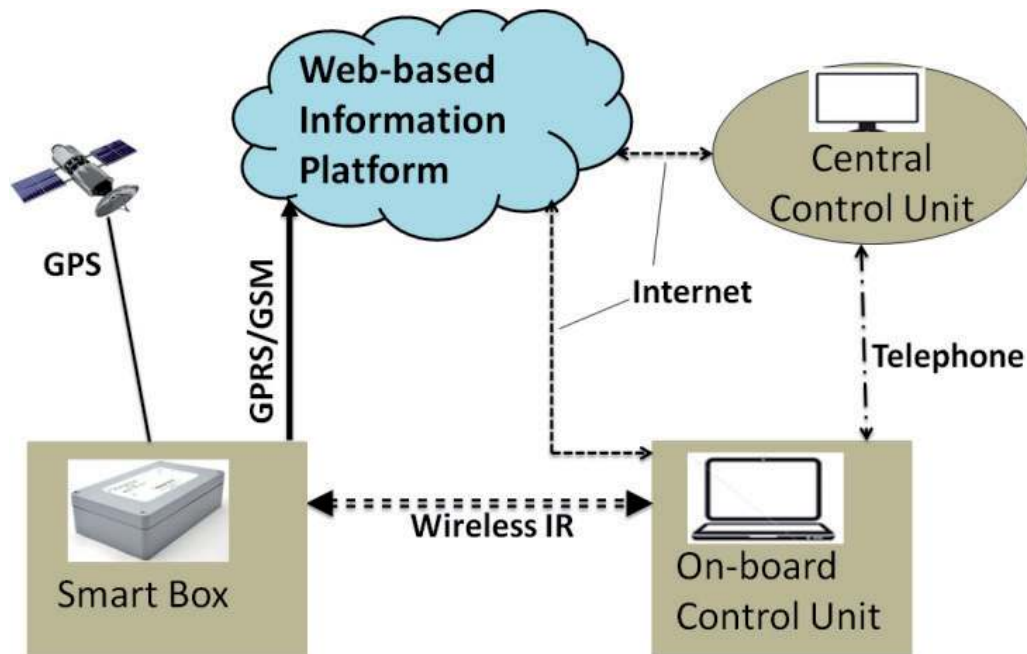 Web-based
Information
Platform
Central
Control Unit
GPS
GPRS/GSM
Internet
Telephone
Wireless IR
Smart Box
On-board
Control Unit